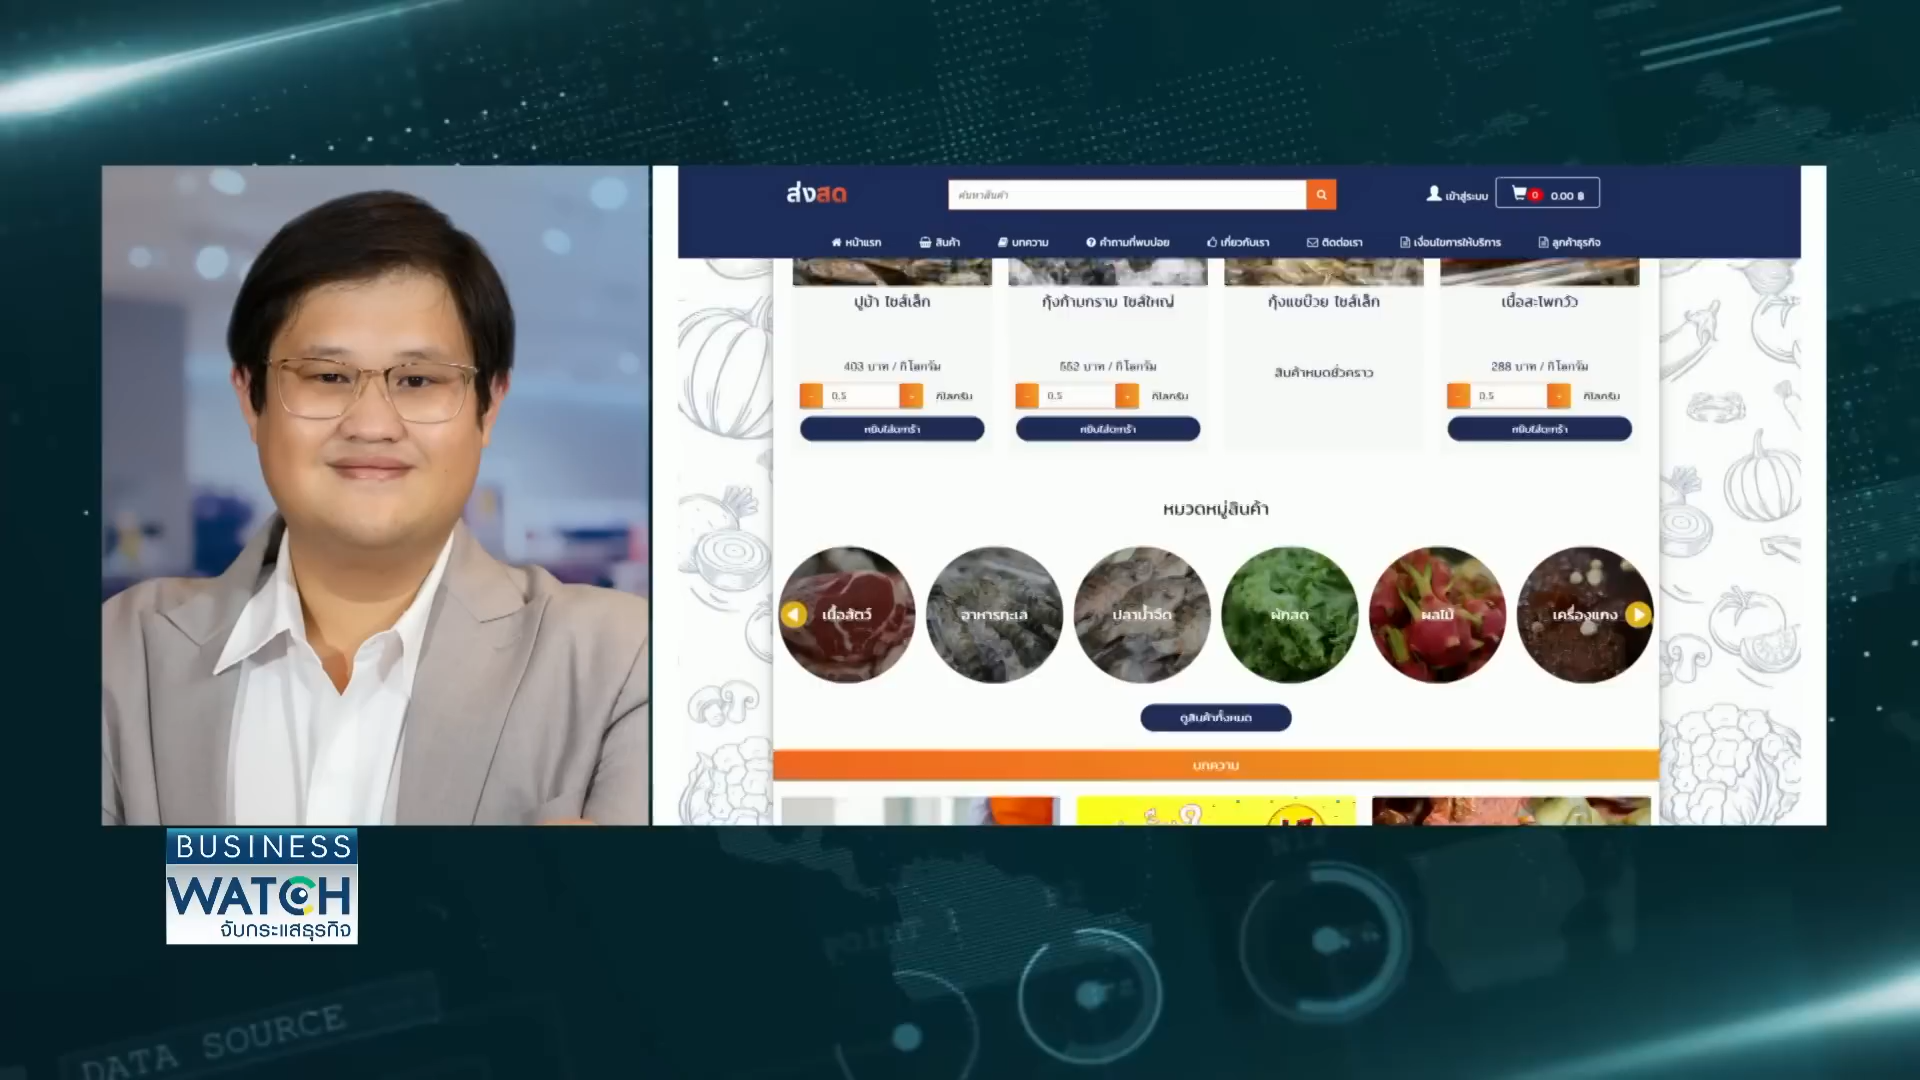 ส่งสด
ค้นหาสินค้า
เข้าสู่ระบบ
0 0.00 ฿
หน้าแรก
สินค้า
บทความ
คำถามที่พบบ่อย
เกี่ยวกับเรา
ติดต่อเรา
เงื่อนไขการให้บริการ
ลูกค้าธุรกิจ
ปูม้า ไซส์เล็ก
กุ้งก้ามกราม ไซส์ใหญ่
กุ้งแชบ๊วย ไซส์เล็ก
เนื้อสะโพกวัว
403 บาท / กิโลกรัม
552 บาท / กิโลกรัม
สินค้าหมดชั่วคราว
288 บาท / กิโลกรัม
- 0.5 + กิโลกรัม
- 0.5 + กิโลกรัม
- 0.5 + กิโลกรัม
หยิบใส่ตะกร้า
หยิบใส่ตะกร้า
หยิบใส่ตะกร้า
หมวดหมู่สินค้า
เนื้อสัตว์
อาหารทะเล
ปลาน้ำจืด
ผักสด
ผลไม้
เครื่องแกง
ดูสินค้าทั้งหมด
บทความ
BUSINESS
WATCH
จับกระแสธุรกิจ
POINT
DATA SOURCE